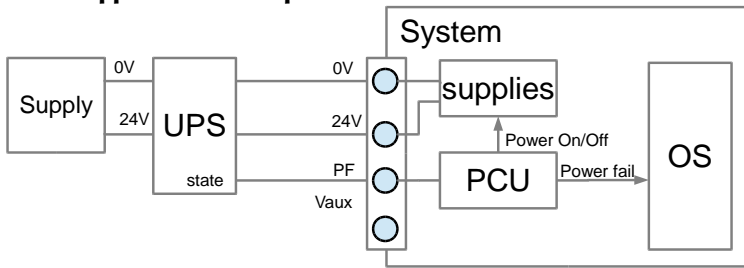 System
0V
0V
supplies
Supply
24V
UPS
24V
Power On/Off
OS
PF
PCU
Power fail
state
Vaux